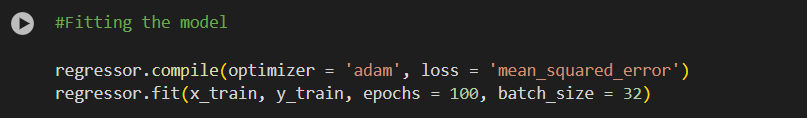 #Fitting the model
regressor.compile(optimizer = 'adam', loss = 'mean_squared_error')
regressor.fit(x_train, y_train, epochs = 100, batch_size = 32)